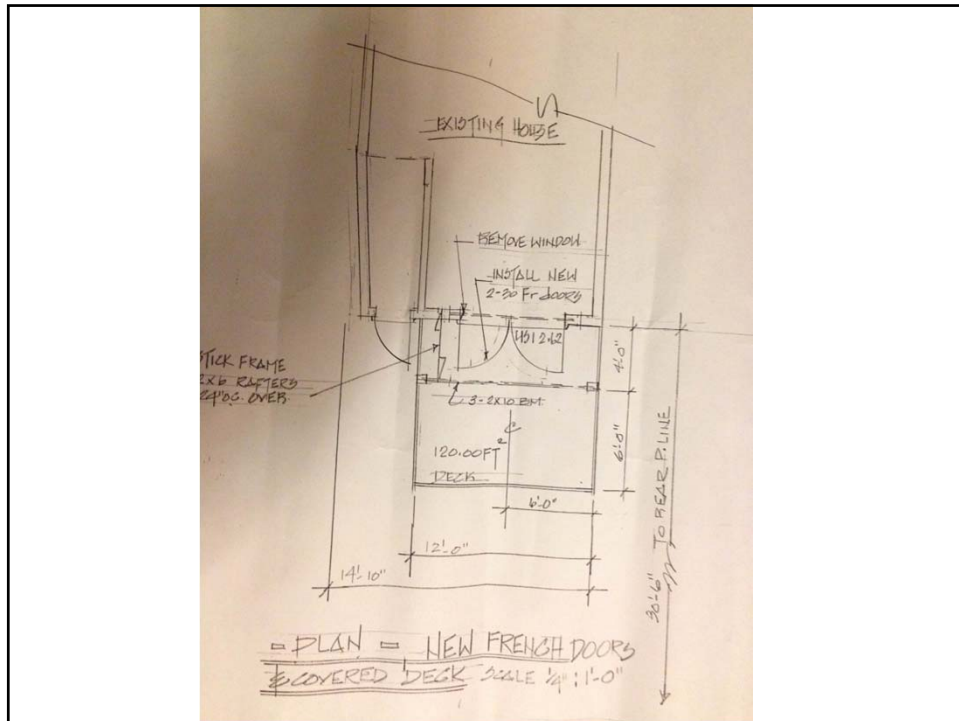 EXISTING HOUSE
REMOVE WINDOW
INSTALL NEW
2-30 Fr doors
STICK FRAME
2x6 RAFTERS
24"O.C. OVER
3-2x10 BM
120.00FT²
DECK
4'-0"
6'-0"
6'-0"
12'-0"
14'-10"
30'-6" TO REAR P. LINE
PLAN NEW FRENCH DOORS
& COVERED DECK SCALE 1/4" : 1'-0"